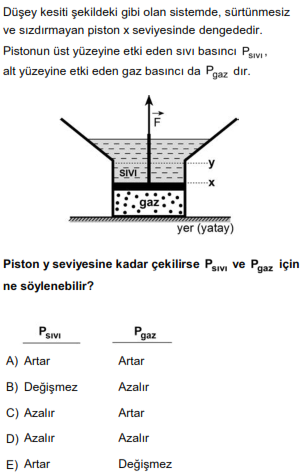 Düşey kesiti şekildeki gibi olan sistemde, sürtünmesiz
ve sızdırmayan piston x seviyesinde dengededir.
Pistonun üst yüzeyine etki eden sıvı basıncı Psıvı,
alt yüzeyine etki eden gaz basıncı da Pgaz dır.
F
y
sıvı
x
gaz
yer (yatay)
Piston y seviyesine kadar çekilirse Psıvı ve Pgaz için
ne söylenebilir?
Psıvı Pgaz
A) Artar Artar
B) Değişmez Azalır
C) Azalır Artar
D) Azalır Azalır
E) Artar Değişmez